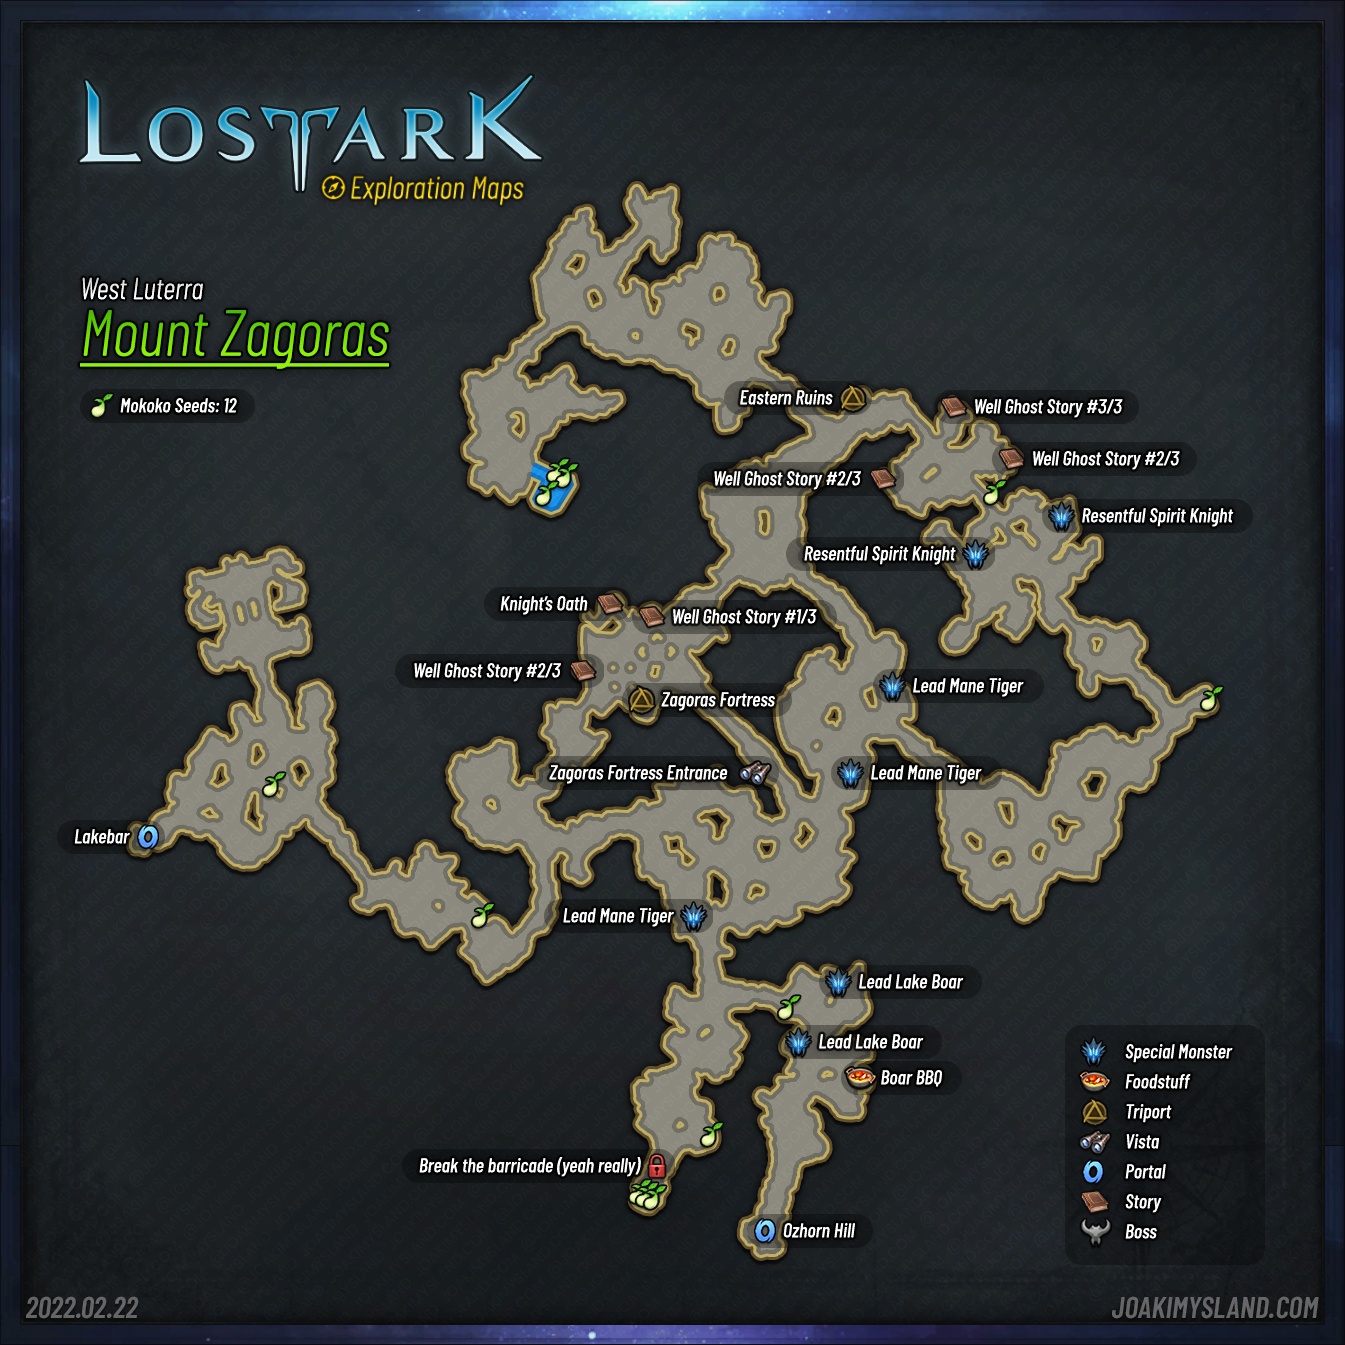 LOST ARK
Exploration Maps
West Luterra
Mount Zagoras
Mokoko Seeds: 12
Eastern Ruins
Well Ghost Story #3/3
Well Ghost Story #2/3
Well Ghost Story #2/3
Resentful Spirit Knight
Resentful Spirit Knight
Knight's Oath
Well Ghost Story #1/3
Well Ghost Story #2/3
Lead Mane Tiger
Zagoras Fortress
Zagoras Fortress Entrance
Lead Mane Tiger
Lakebar
Lead Mane Tiger
Lead Lake Boar
Lead Lake Boar
Boar BBQ
Break the barricade (yeah really)
Ozhorn Hill
Special Monster
Foodstuff
Triport
Vista
Portal
Story
Boss
2022.02.22
JOAKIMYSLAND.COM